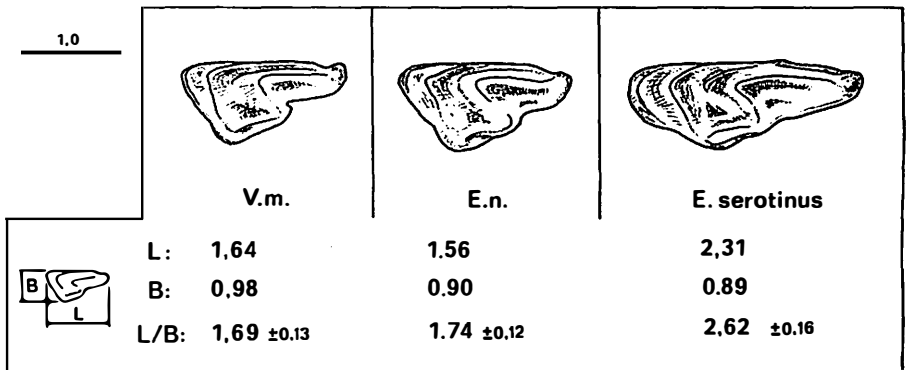 1,0
V.m. E.n. E. serotinus
L: 1,64 1.56 2,31
B: 0,98 0.90 0.89
B
L
L/B: 1,69 ±0,13 1.74 ±0,12 2,62 ±0.16